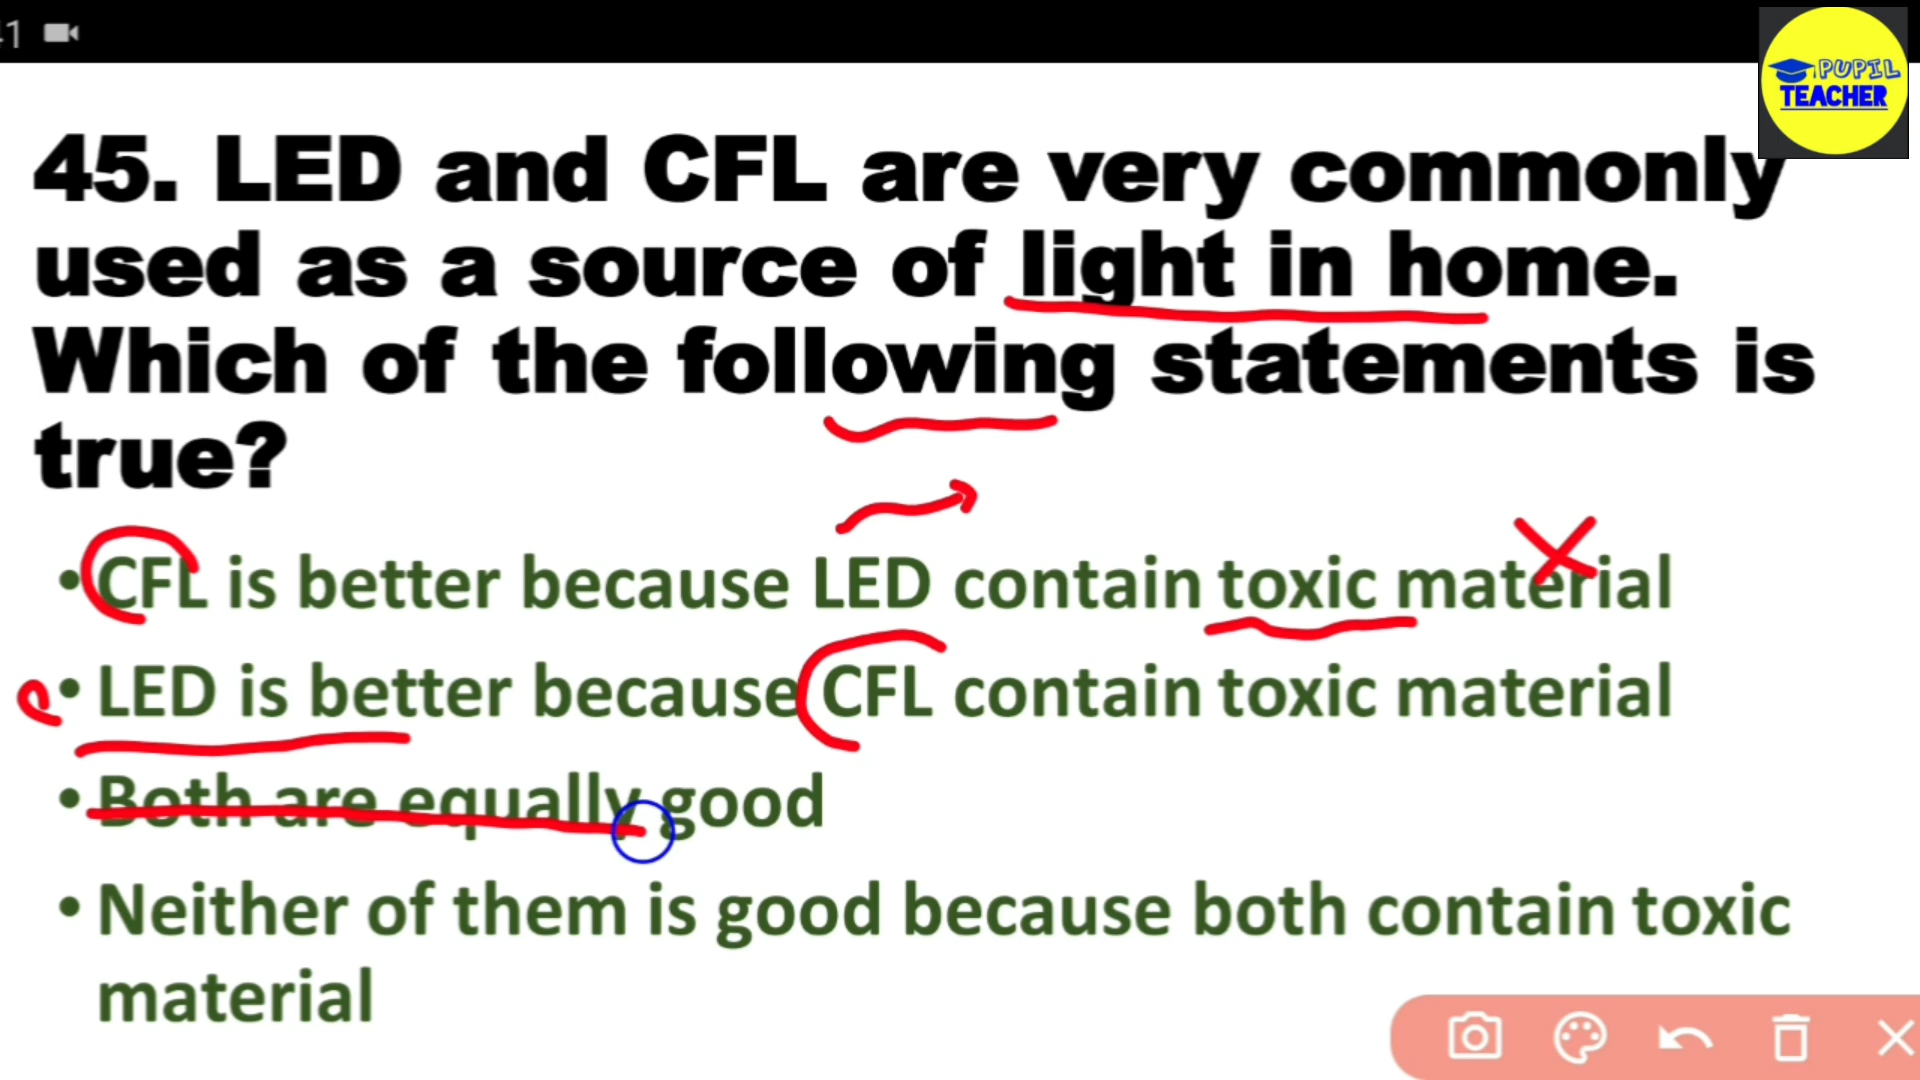 PUPIL
TEACHER
45. LED and CFL are very commonly
used as a source of light in home.
Which of the following statements is
true?
• CFL is better because LED contain toxic material
• LED is better because CFL contain toxic material
• Both are equally good
• Neither of them is good because both contain toxic
material